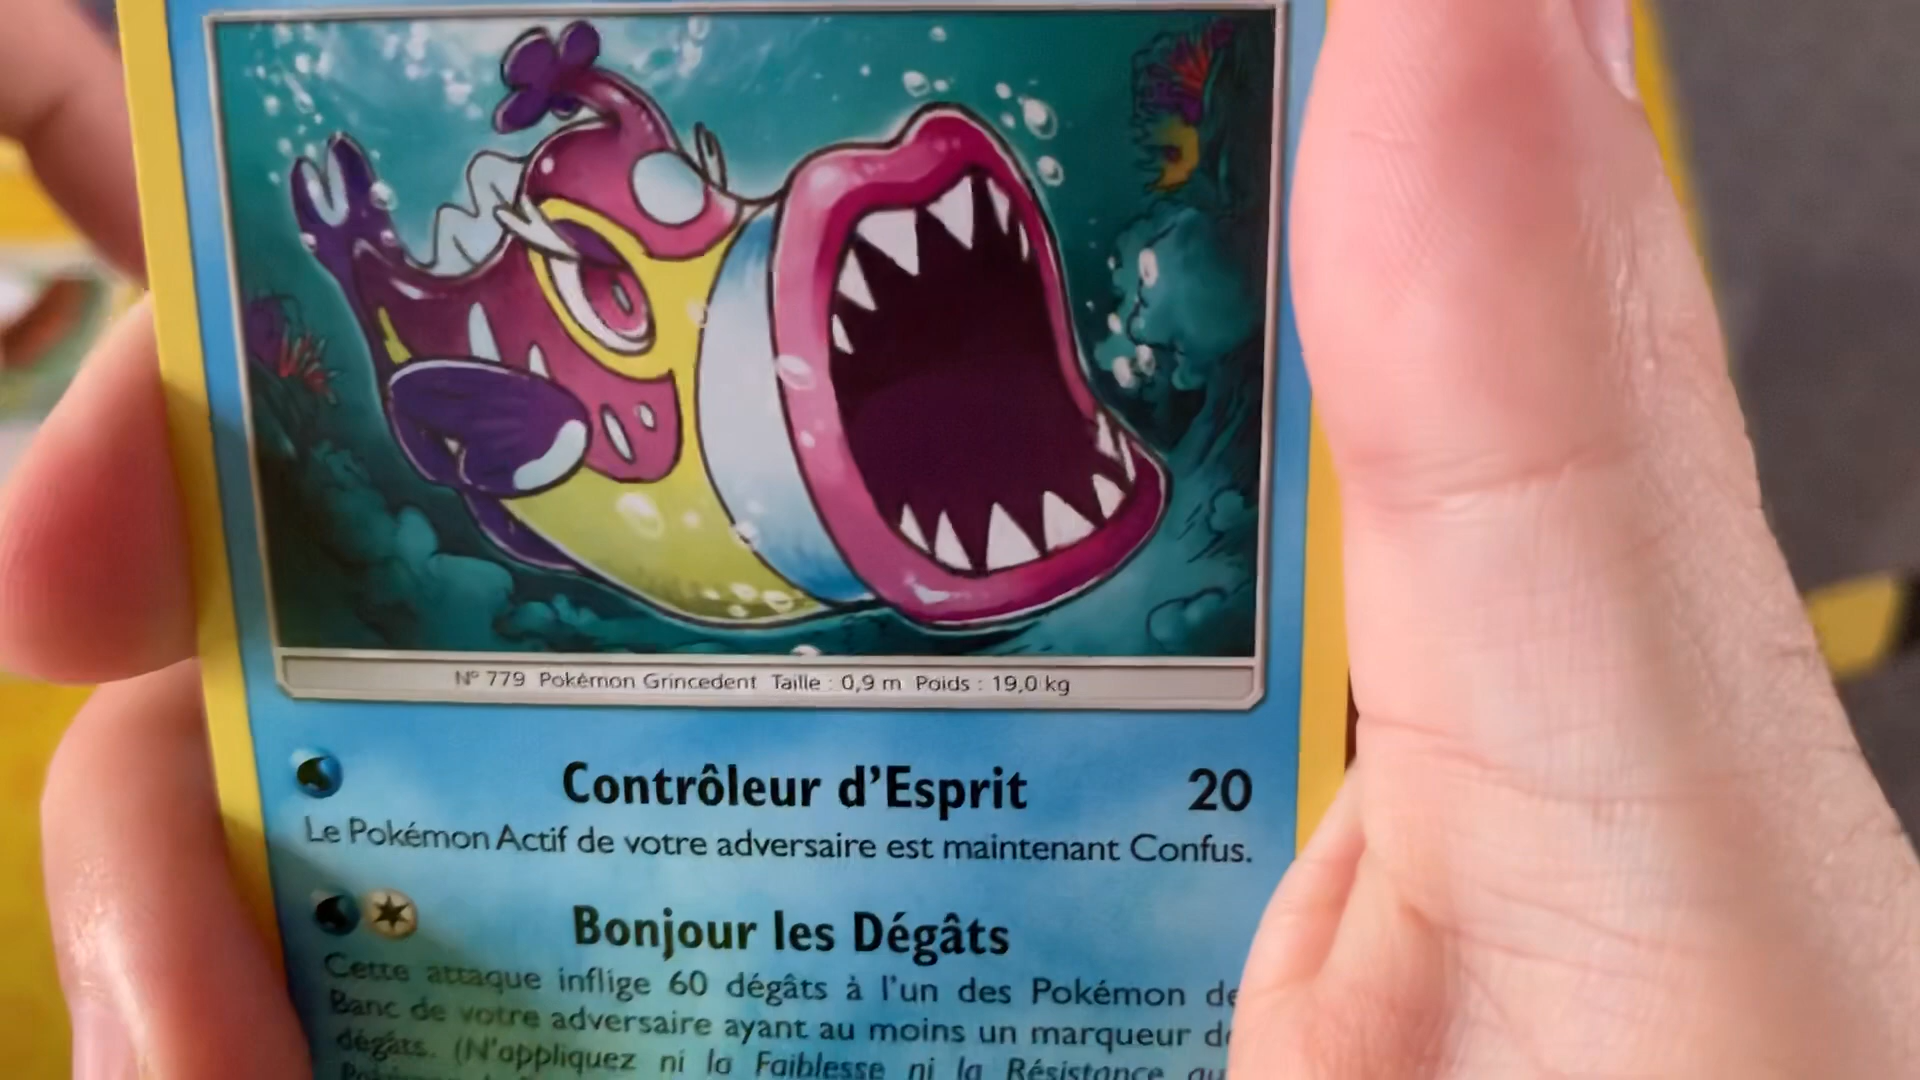 Nº 779 Pokémon Grincedent Taille : 0,9 m Poids : 19,0 kg
Contrôleur d'Esprit 20
Le Pokémon Actif de votre adversaire est maintenant Confus.
Bonjour les Dégâts
Cette attaque inflige 60 dégâts à l'un des Pokémon de
Banc de votre adversaire ayant au moins un marqueur de
dégâts. (N'appliquez ni la Faiblesse ni la Résistance